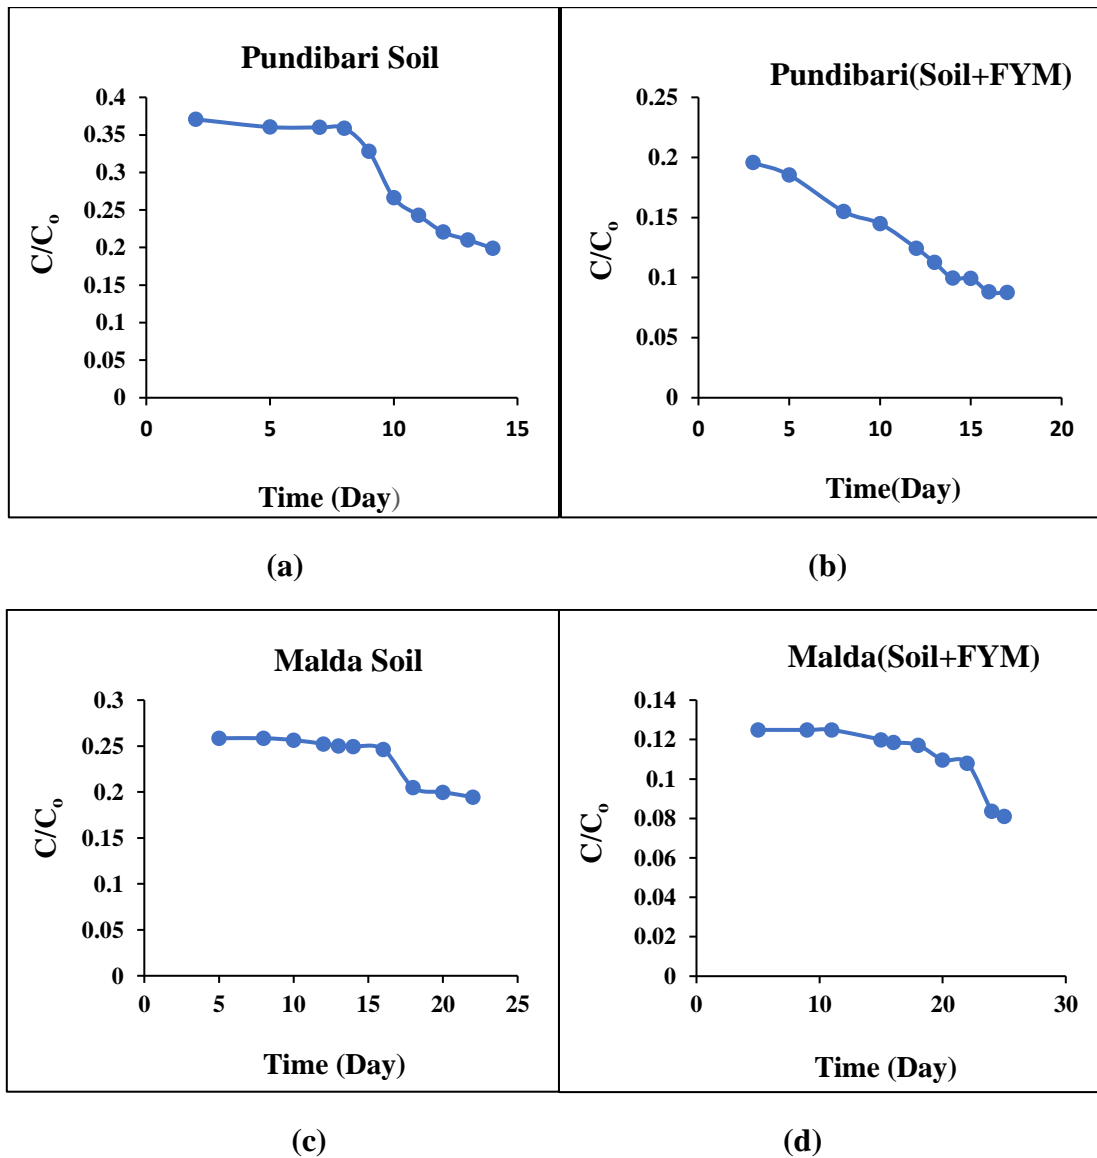 Pundibari Soil
0.4
0.35
0.3
0.25
0.2
0.15
0.1
0.05
0
C/Co
0 5 10 15
Time (Day)
(a)
Pundibari(Soil+FYM)
0.25
0.2
0.15
0.1
0.05
0
C/Co
0 5 10 15 20
Time(Day)
(b)
Malda Soil
0.3
0.25
0.2
0.15
0.1
0.05
0
C/Co
0 5 10 15 20 25
Time (Day)
(c)
Malda(Soil+FYM)
0.14
0.12
0.1
0.08
0.06
0.04
0.02
0
C/Co
0 10 20 30
Time (Day)
(d)